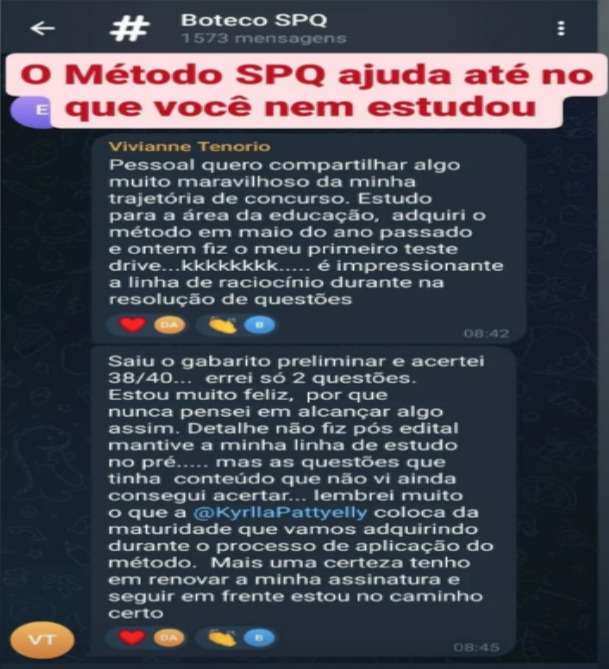 Boteco SPQ
1573 mensagens
O Método SPQ ajuda até no
que você nem estudou
E
Vivianne Tenorio
Pessoal quero compartilhar algo
muito maravilhoso da minha
trajetória de concurso. Estudo
para a área da educação, adquiri o
método em maio do ano passado
e ontem fiz o meu primeiro teste
drive...kkkkkkkk..... é impressionante
a linha de raciocínio durante na
resolução de questões
DA B
08:42
Saiu o gabarito preliminar e acertei
38/40... errei só 2 questões.
Estou muito feliz, por que
nunca pensei em alcançar algo
assim. Detalhe não fiz pós edital
mantive a minha linha de estudo
no pré..... mas as questões que
tinha conteúdo que não vi ainda
consegui acertar... lembrei muito
o que a @KyrllaPattyelly coloca da
maturidade que vamos adquirindo
durante o processo de aplicação do
método. Mais uma certeza tenho
em renovar a minha assinatura e
seguir em frente estou no caminho
certo
VT DA B
08:45